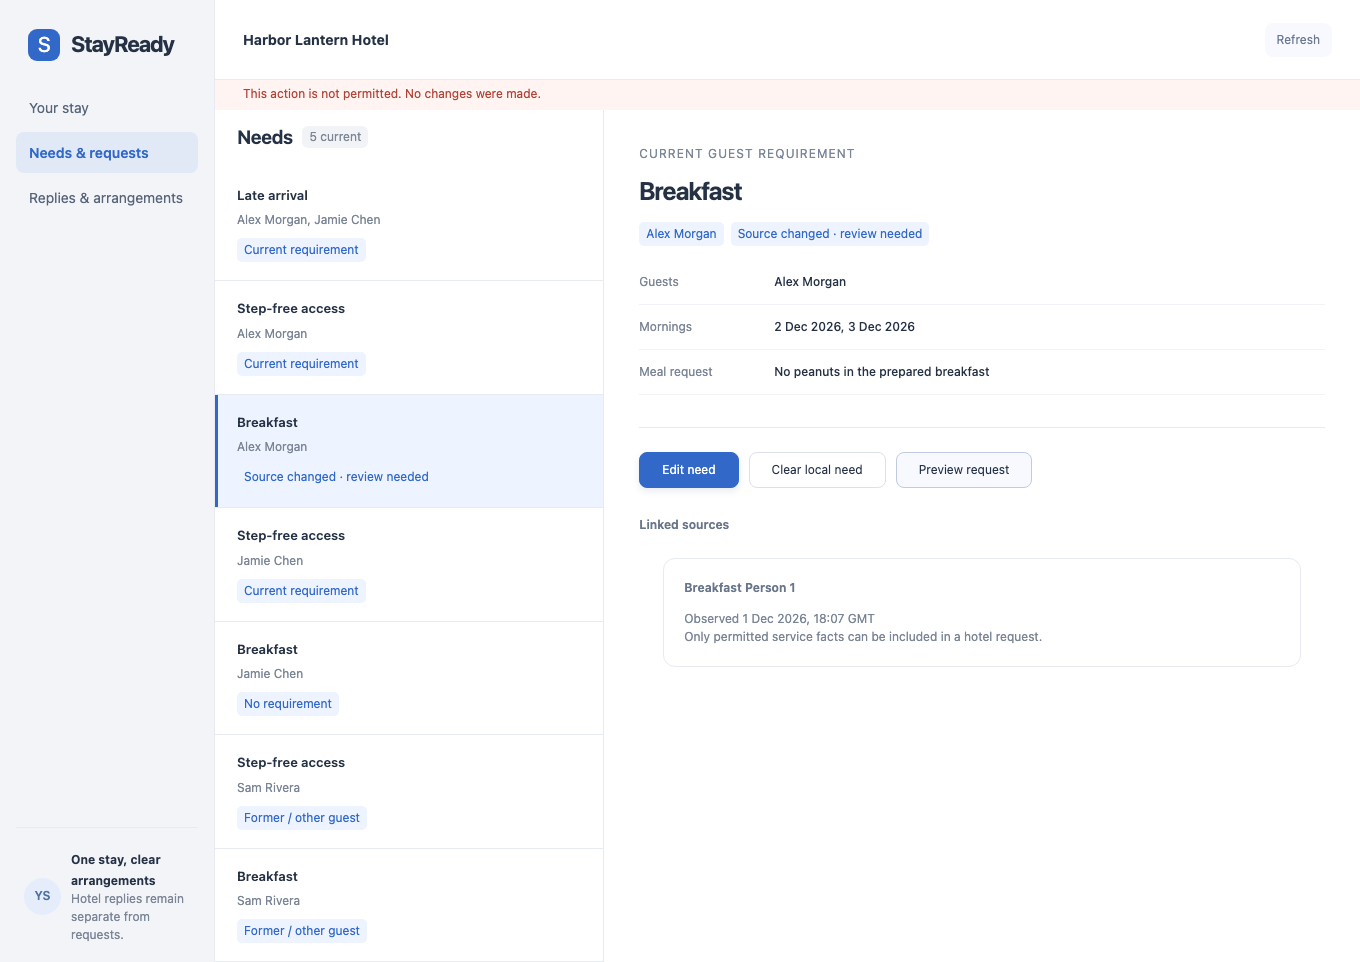 S StayReady
Your stay
Needs & requests
Replies & arrangements
YS
One stay, clear
arrangements
Hotel replies remain
separate from
requests.
Harbor Lantern Hotel
Refresh
This action is not permitted. No changes were made.
Needs 5 current
Late arrival
Alex Morgan, Jamie Chen
Current requirement
Step-free access
Alex Morgan
Current requirement
Breakfast
Alex Morgan
Source changed · review needed
Step-free access
Jamie Chen
Current requirement
Breakfast
Jamie Chen
No requirement
Step-free access
Sam Rivera
Former / other guest
Breakfast
Sam Rivera
Former / other guest
CURRENT GUEST REQUIREMENT
Breakfast
Alex Morgan Source changed · review needed
Guests Alex Morgan
Mornings 2 Dec 2026, 3 Dec 2026
Meal request No peanuts in the prepared breakfast
Edit need Clear local need Preview request
Linked sources
Breakfast Person 1
Observed 1 Dec 2026, 18:07 GMT
Only permitted service facts can be included in a hotel request.